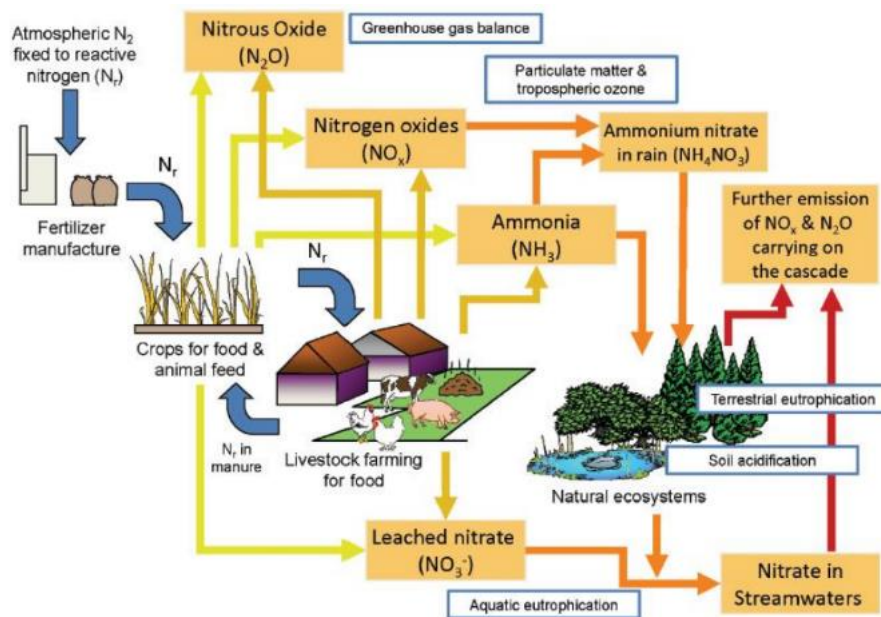 Atmospheric N₂
fixed to reactive
nitrogen (Nᵣ)
Nitrous Oxide
(N₂O)
Greenhouse gas balance
Particulate matter &
tropospheric ozone
Nitrogen oxides
(NOₓ)
Ammonium nitrate
in rain (NH₄NO₃)
Nᵣ
Fertilizer
manufacture
Ammonia
(NH₃)
Further emission
of NOₓ & N₂O
carrying on
the cascade
Nᵣ
Crops for food &
animal feed
Terrestrial eutrophication
Nᵣ in
manure
Livestock farming
for food
Soil acidification
Natural ecosystems
Leached nitrate
(NO₃⁻)
Aquatic eutrophication
Nitrate in
Streamwaters